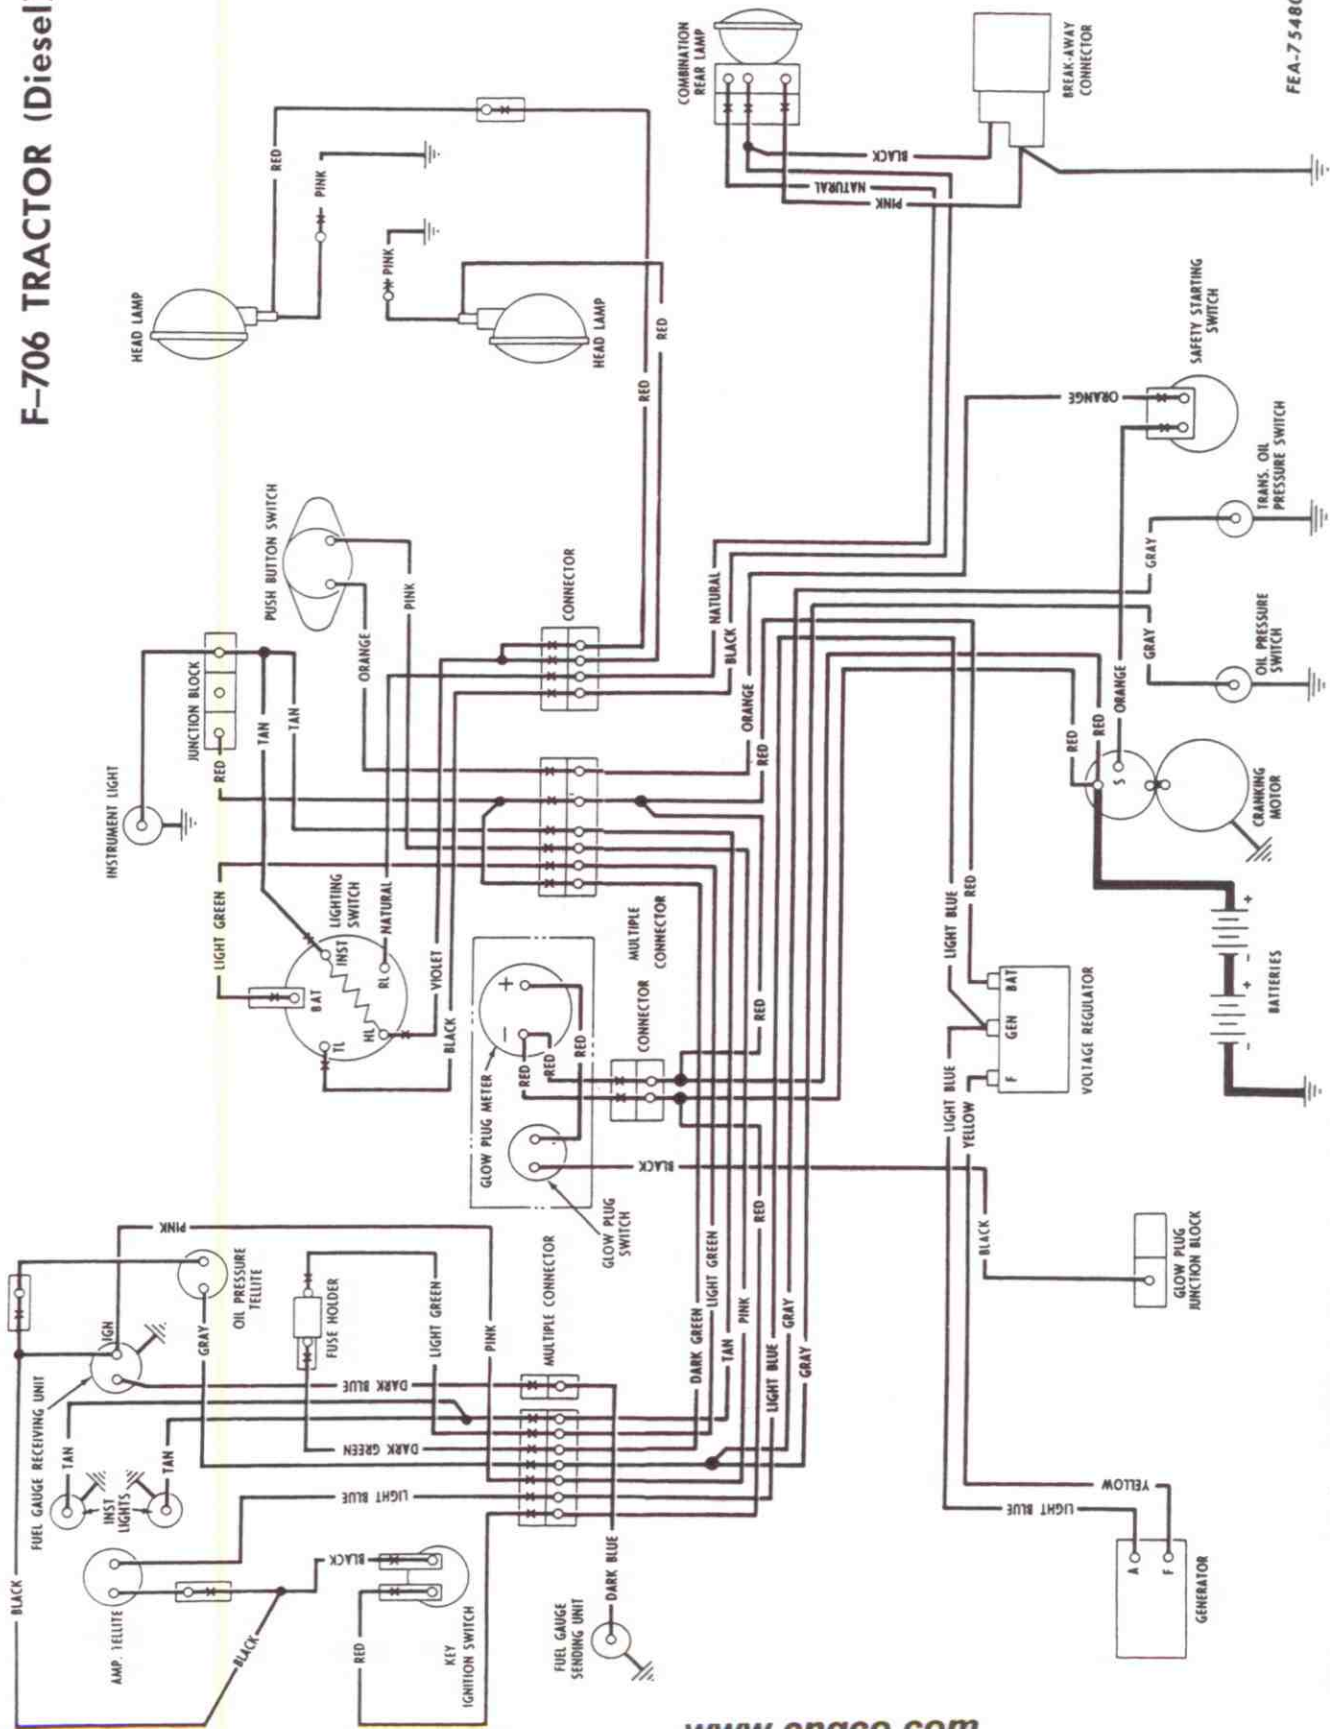 F–706 TRACTOR (Diesel
FEA-7548
HEAD LAMP
RED
PINK
PINK
HEAD LAMP
RED
RED
COMBINATION
REAR LAMP
BREAK-AWAY
CONNECTOR
BLACK
NATURAL
PINK
SAFETY STARTING
SWITCH
ORANGE
TRANS. OIL
PRESSURE SWITCH
GRAY
OIL PRESSURE
SWITCH
GRAY
PUSH BUTTON SWITCH
PINK
ORANGE
CONNECTOR
NATURAL
BLACK
ORANGE
RED
JUNCTION BLOCK
TAN
TAN
RED
INSTRUMENT LIGHT
LIGHT GREEN
LIGHTING
SWITCH
INST
BAT
RL
HL
TL
NATURAL
VIOLET
BLACK
MULTIPLE
CONNECTOR
CONNECTOR
+
–
GLOW PLUG METER
RED
RED
RED
GLOW PLUG
SWITCH
BLACK
RED
RED
ORANGE
RED
RED
S
CRANKING
MOTOR
BATTERIES
+
-
+
-
LIGHT BLUE
RED
BAT
GEN
F
VOLTAGE REGULATOR
LIGHT BLUE
YELLOW
BLACK
GLOW PLUG
JUNCTION BLOCK
PINK
OIL PRESSURE
TELLITE
IGN
GRAY
FUSE HOLDER
LIGHT GREEN
PINK
MULTIPLE CONNECTOR
DARK BLUE
DARK GREEN
LIGHT BLUE
FUEL GAUGE RECEIVING UNIT
TAN
TAN
INST
LIGHTS
DARK GREEN
LIGHT GREEN
TAN
PINK
LIGHT BLUE
GRAY
GRAY
BLACK
AMP. TELLITE
BLACK
BLACK
RED
KEY
IGNITION SWITCH
FUEL GAUGE
SENDING UNIT
DARK BLUE
YELLOW
LIGHT BLUE
A
F
GENERATOR
www.engco.com